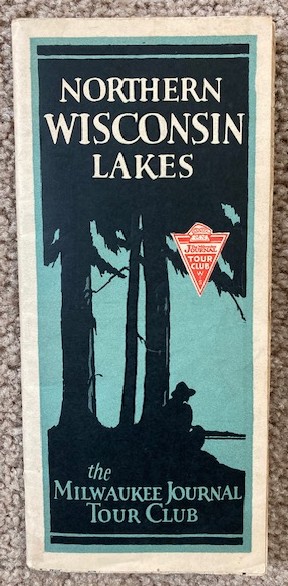 NORTHERN
WISCONSIN
LAKES
JOURNAL
TOUR
CLUB
the
MILWAUKEE JOURNAL
TOUR CLUB